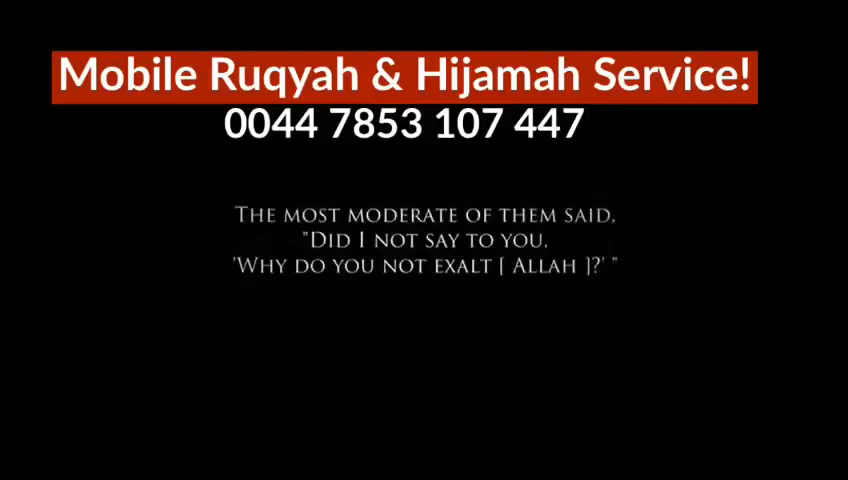 Mobile Ruqyah & Hijamah Service!
0044 7853 107 447
The most moderate of them said,
"Did I not say to you,
'Why do you not exalt [ Allah ]?' "